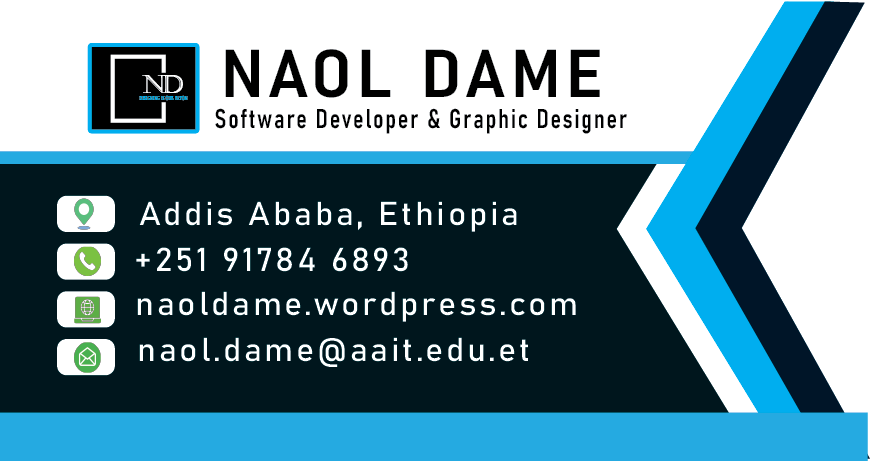 ND
NAOL DAME
Software Developer & Graphic Designer
Addis Ababa, Ethiopia
+251 91784 6893
naoldame.wordpress.com
naol.dame@aait.edu.et